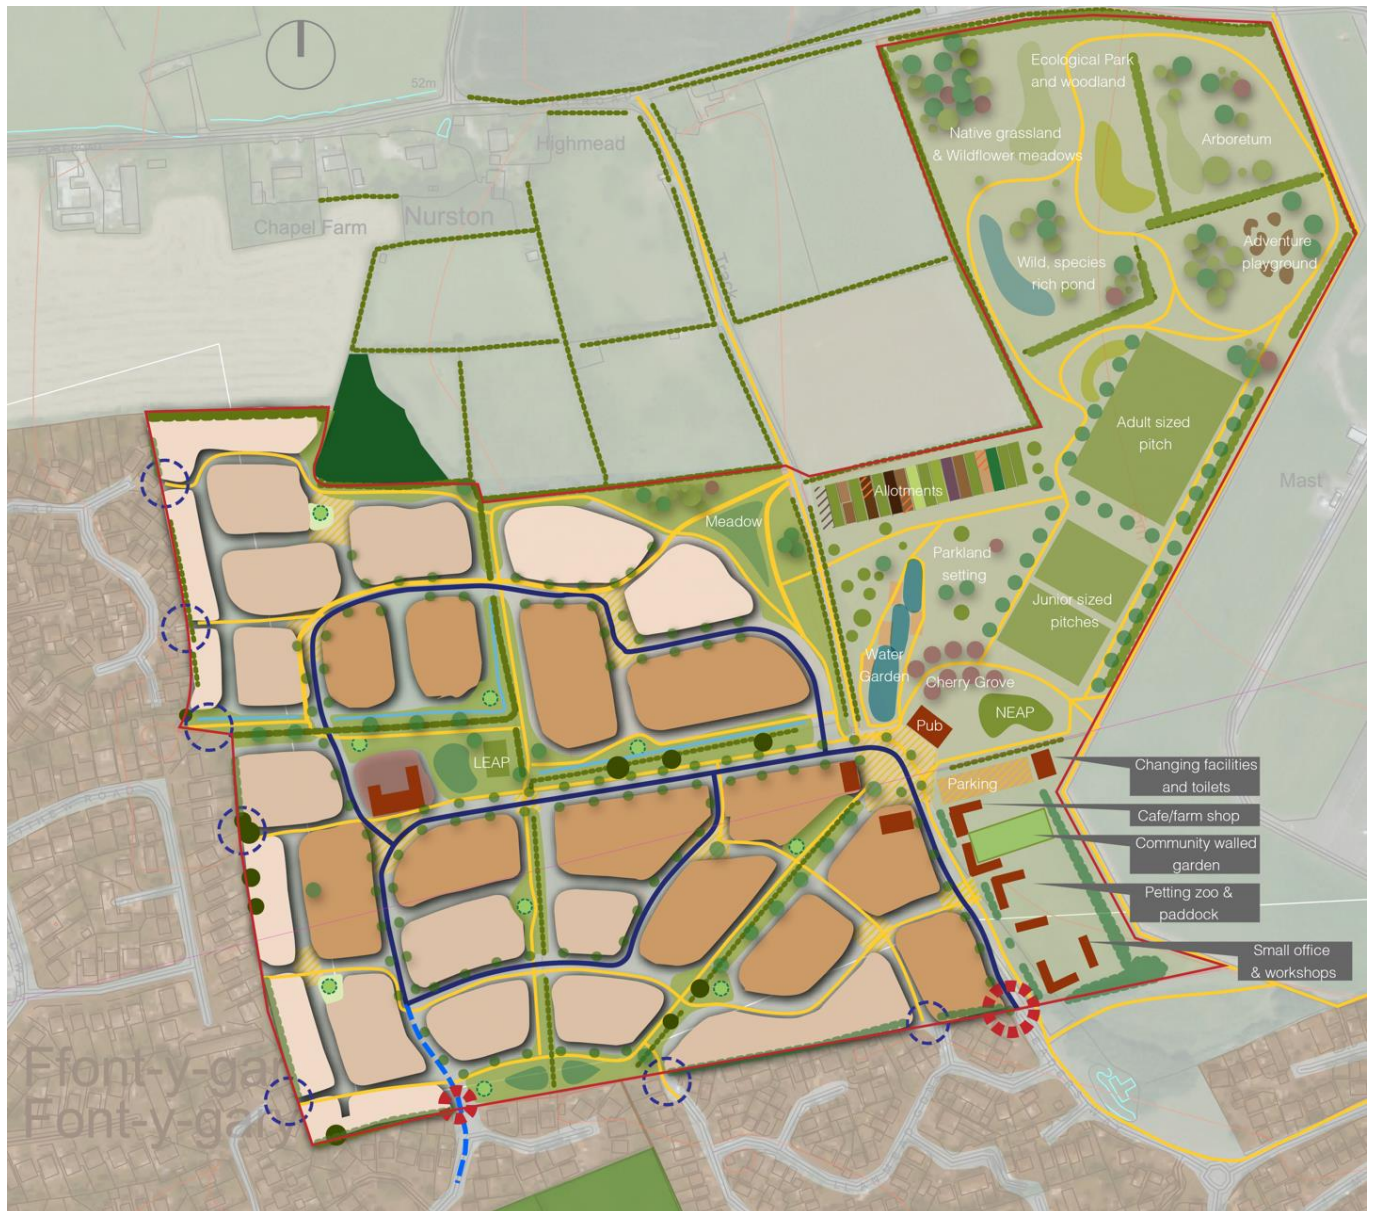 52m
Highmead
Chapel Farm
Nurston
Track
Ecological Park
and woodland
Native grassland
& Wildflower meadows
Arboretum
Wild, species
rich pond
Adventure
playground
Adult sized
pitch
Mast
Allotments
Meadow
Parkland
setting
Junior sized
pitches
Water
Garden
Cherry Grove
NEAP
Pub
LEAP
Parking
Changing facilities
and toilets
Cafe/farm shop
Community walled
garden
Petting zoo &
paddock
Small office
& workshops
Ffont-y-ga
Font-y-gary